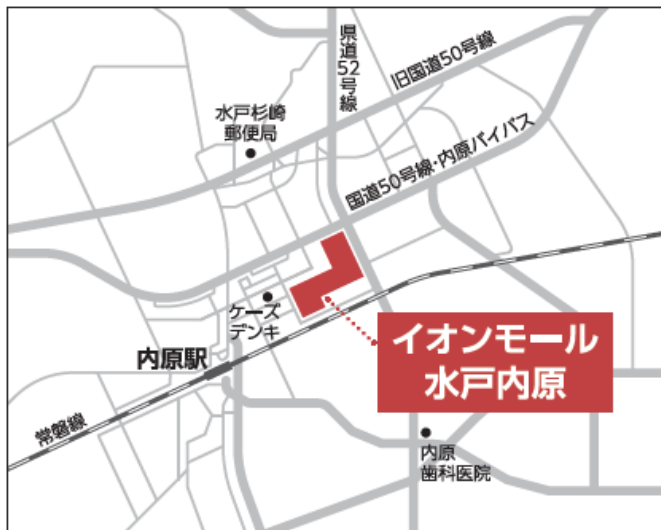 県道52号線
旧国道50号線
水戸杉崎
郵便局
国道50号線・内原バイパス
ケーズ
デンキ
イオンモール
水戸内原
内原駅
常磐線
内原
歯科医院